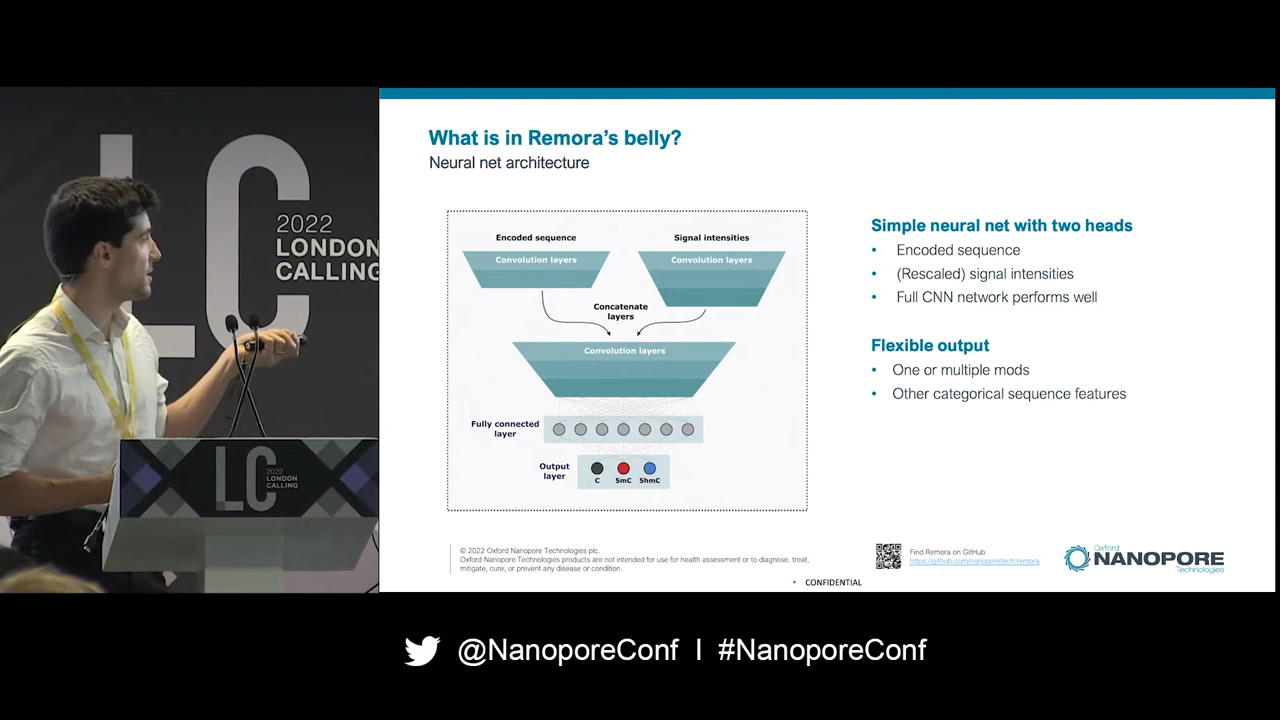 LC
2022
LONDON
CALLING
LC
2022
LONDON
CALLING
What is in Remora's belly?
Neural net architecture
Encoded sequence
Signal intensities
Convolution layers
Convolution layers
Concatenate
layers
Convolution layers
Fully connected
layer
Output
layer
C
5mC
5hmC
Simple neural net with two heads
• Encoded sequence
• (Rescaled) signal intensities
• Full CNN network performs well
Flexible output
• One or multiple mods
• Other categorical sequence features
© 2022 Oxford Nanopore Technologies plc.
Oxford Nanopore Technologies products are not intended for use for health assessment or to diagnose, treat,
mitigate, cure, or prevent any disease or condition.
• CONFIDENTIAL
Find Remora on GitHub
https://github.com/nanoporetech/remora
Oxford
NANOPORE
Technologies
@NanoporeConf I #NanoporeConf